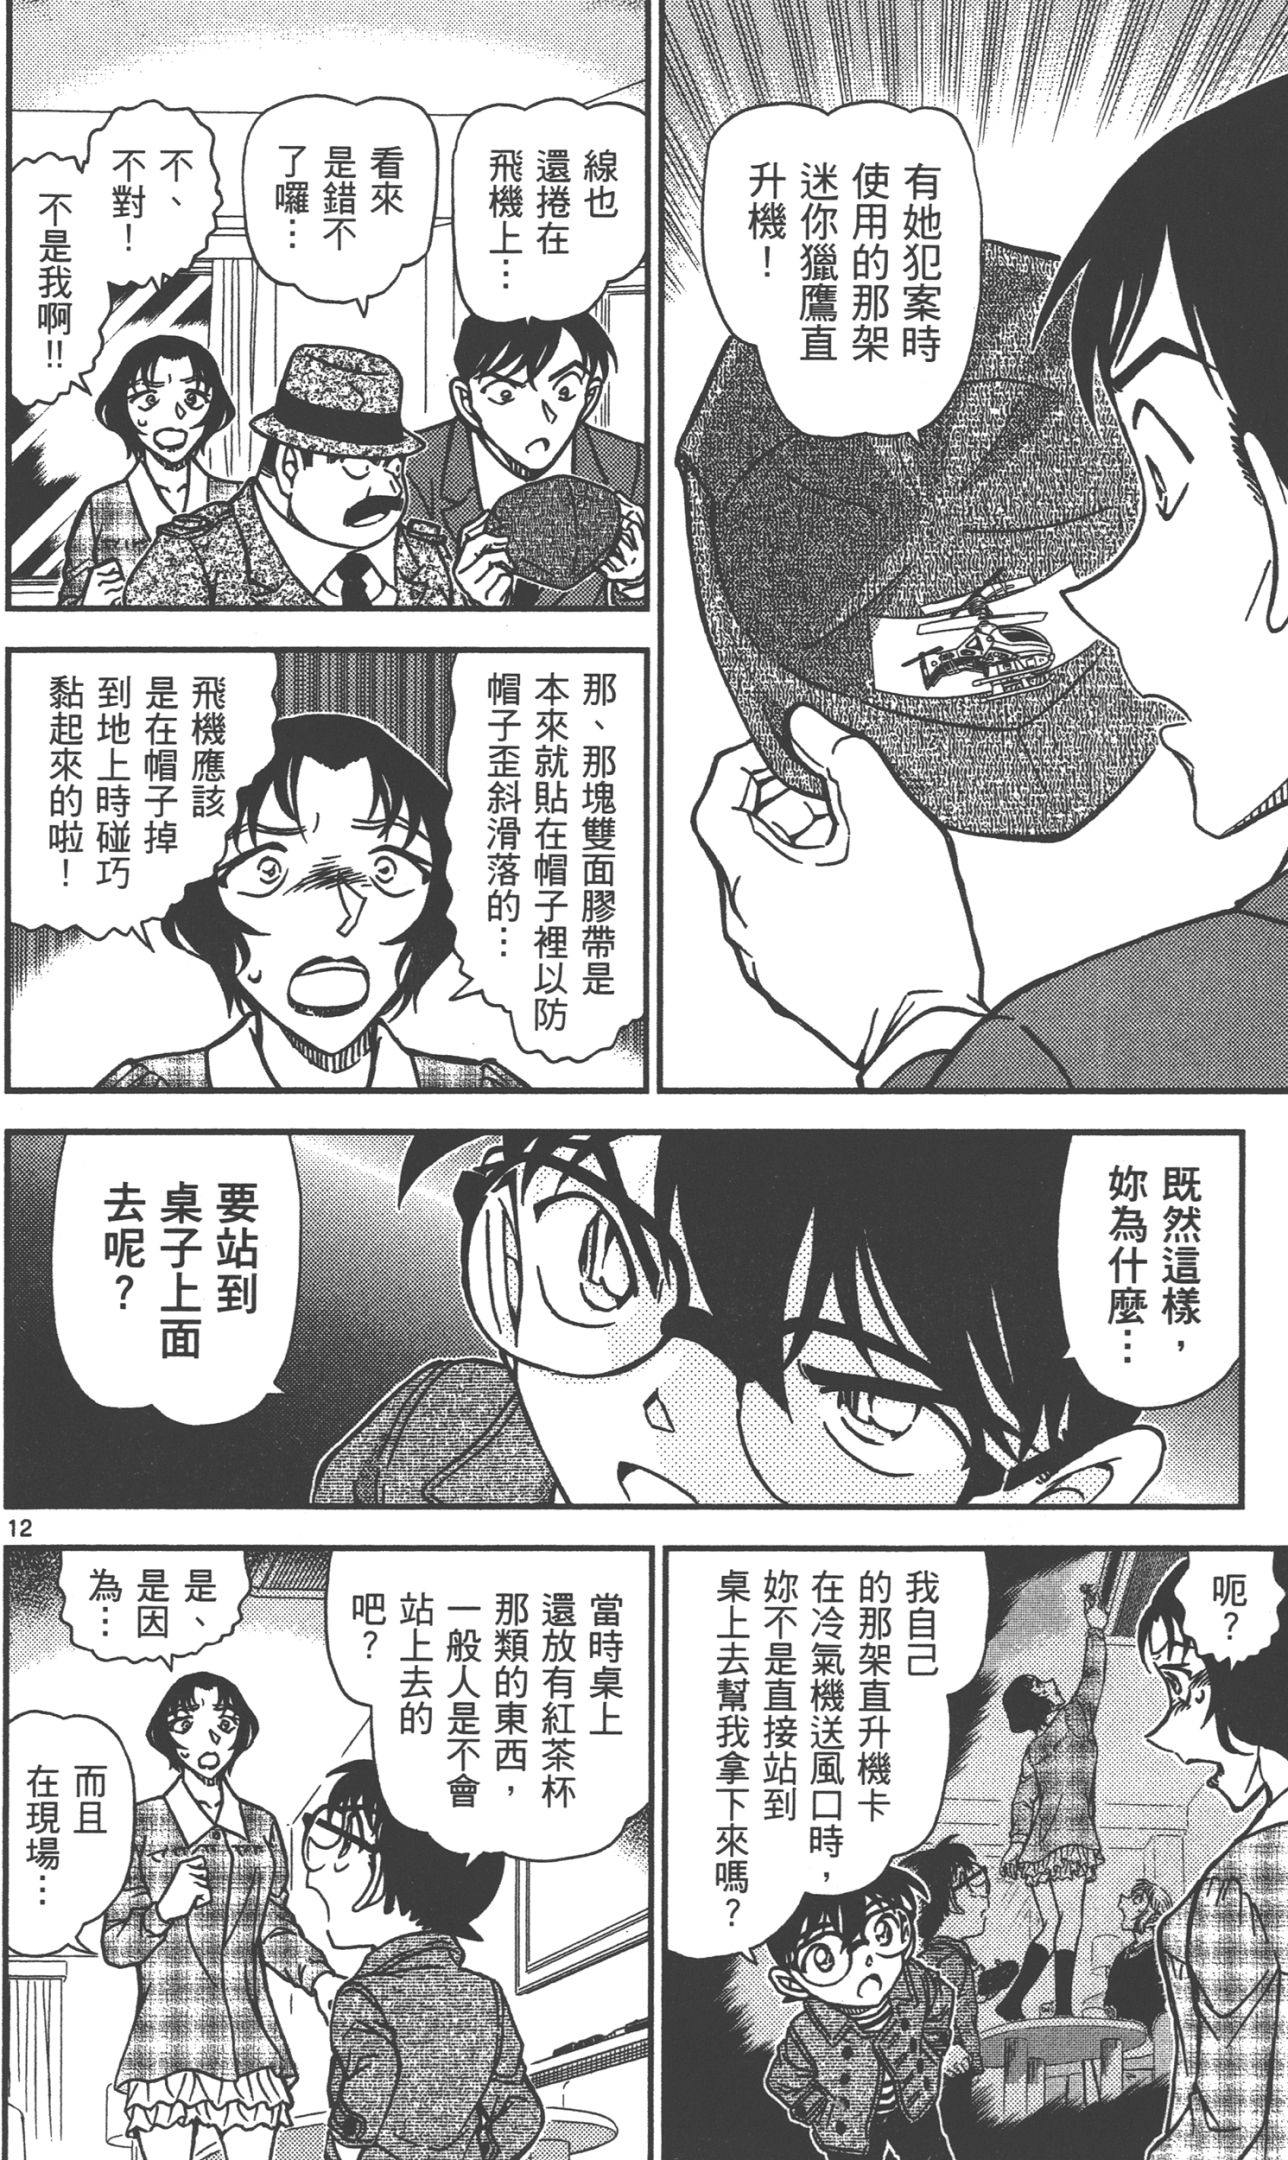 有她犯案時
使用的那架
迷你獵鷹直
升機！
線也
還捲在
飛機上…
看來
是錯不
了囉…
不、
不對！
不是我啊!!
那、那塊雙面膠帶是
本來就貼在帽子裡以防
帽子歪斜滑落的…
飛機應該
是在帽子掉
到地上時碰巧
黏起來的啦！
既然這樣，
妳為什麼…
要站到
桌子上面
去呢？
12
呃？
我自己
的那架直升機卡
在冷氣機送風口時，
妳不是直接站到
桌上去幫我拿下來嗎？
當時桌上
還放有紅茶杯
那類的東西，
一般人是不會
站上去的
吧？
是、
是因
為…
而且
在現場…